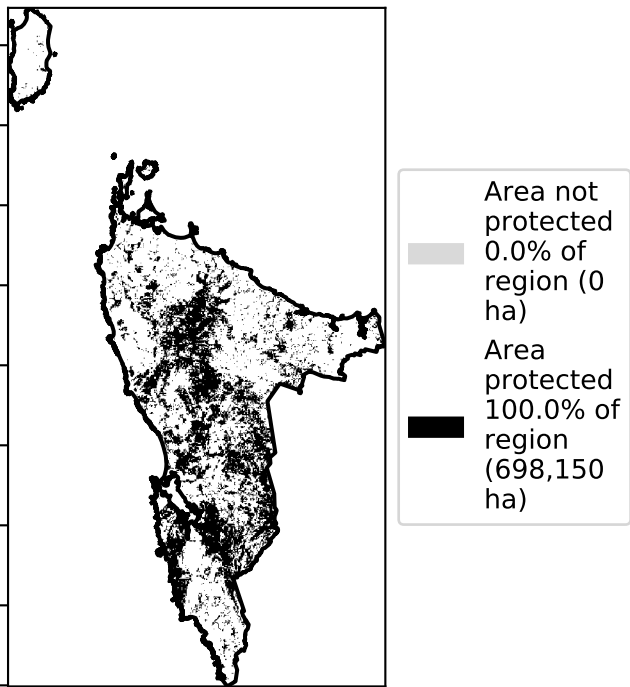 Area not
protected
0.0% of
region (0
ha)
Area
protected
100.0% of
region
(698,150
ha)